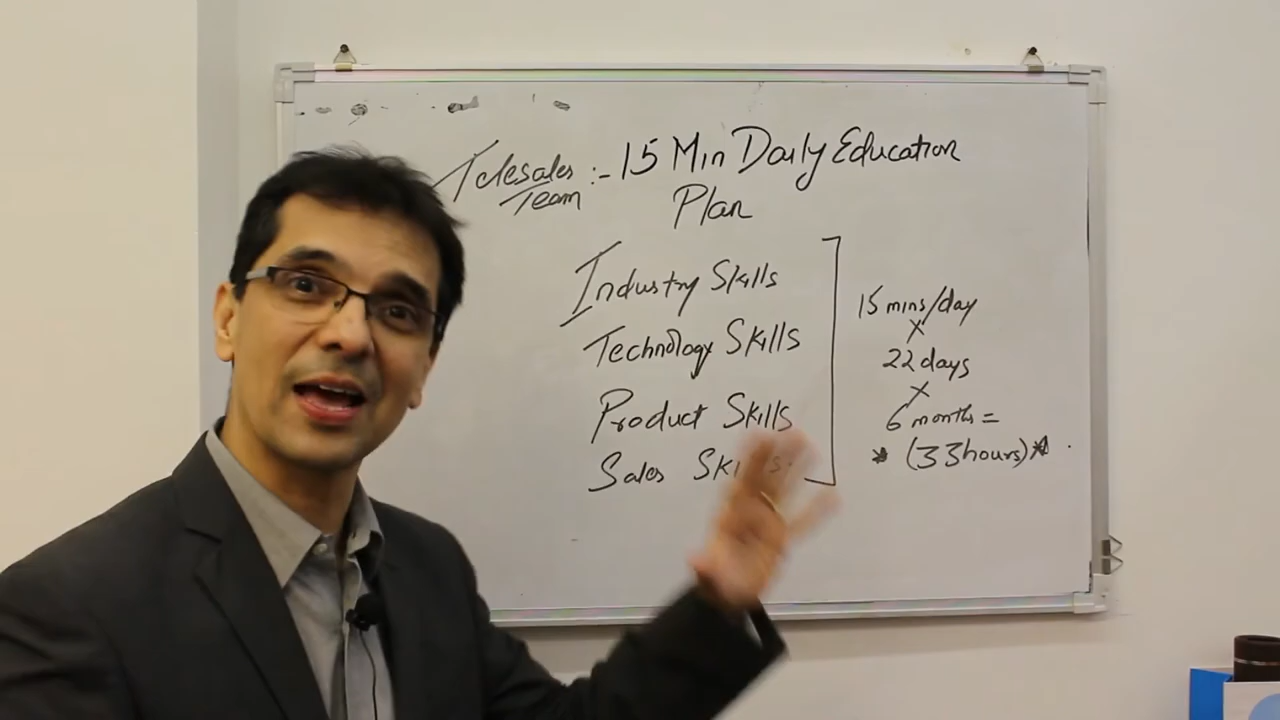 Telesales Team :- 15 Min Daily Education
Plan
Industry Skills
Technology Skills
Product Skills
Sales Skills
15 mins/day
x
22 days
x
6 months =
* (33 hours) *